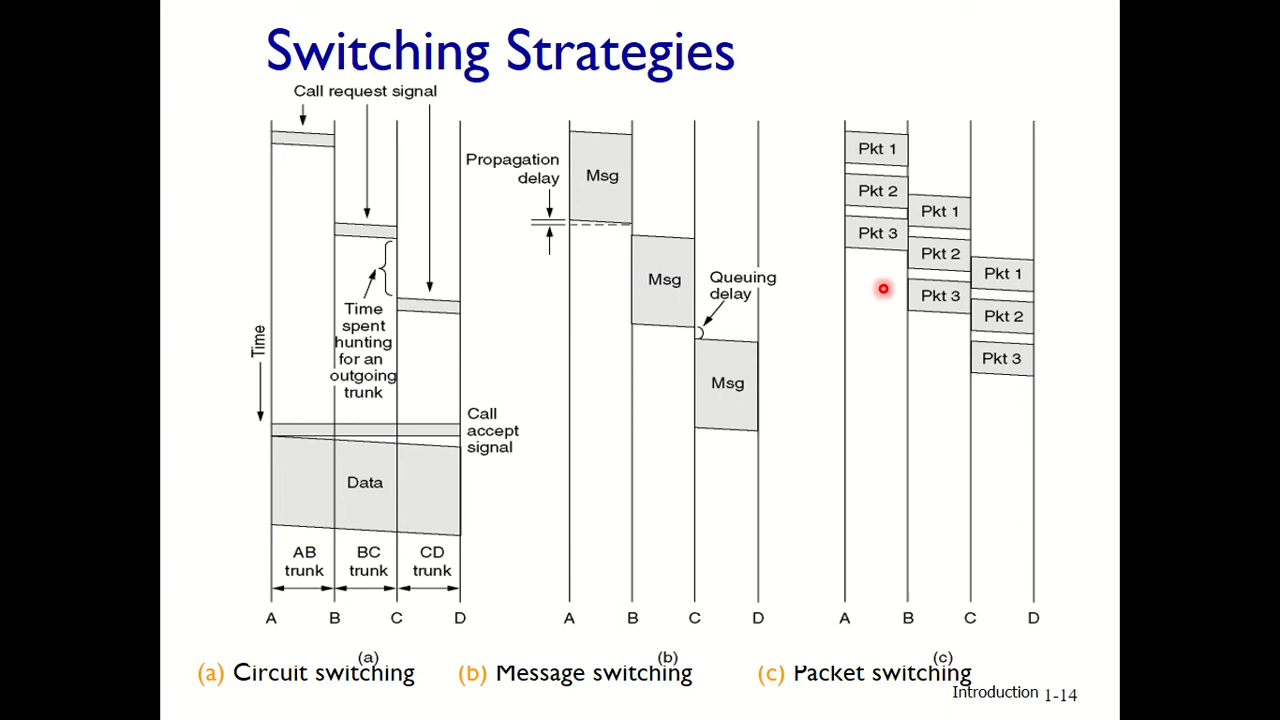 Switching Strategies
Call request signal
Time
spent
hunting
for an
outgoing
trunk
Time
Call
accept
signal
Data
AB
trunk
BC
trunk
CD
trunk
A
B
C
D
(a)
Propagation
delay
Msg
Msg
Queuing
delay
Msg
A
B
C
D
(b)
Pkt 1
Pkt 2
Pkt 3
Pkt 1
Pkt 2
Pkt 3
Pkt 1
Pkt 2
Pkt 3
A
B
C
D
(c)
(a) Circuit switching
(b) Message switching
(c) Packet switching
Introduction 1-14